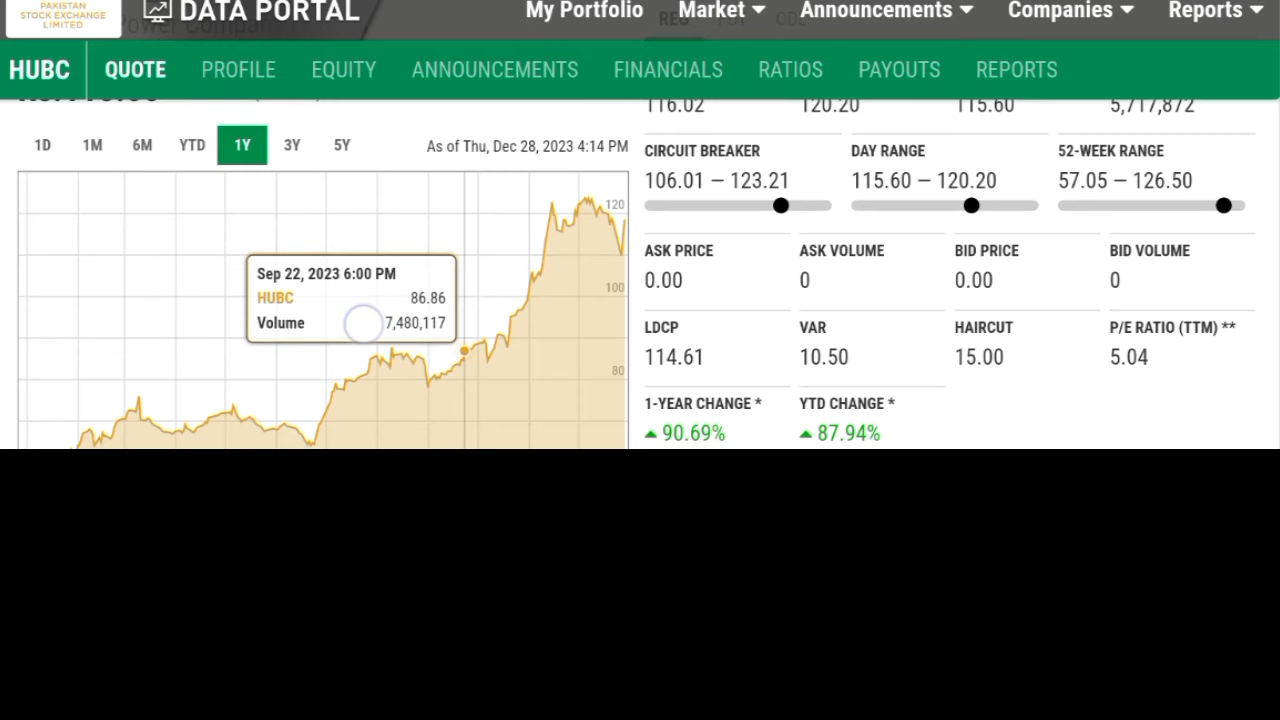 PAKISTAN
STOCK EXCHANGE
LIMITED
DATA PORTAL
My Portfolio Market Announcements Companies Reports
REG
HUBC QUOTE PROFILE EQUITY ANNOUNCEMENTS FINANCIALS RATIOS PAYOUTS REPORTS
116.02 120.20 115.60 5,717,872
1D 1M 6M YTD 1Y 3Y 5Y As of Thu, Dec 28, 2023 4:14 PM
CIRCUIT BREAKER DAY RANGE 52-WEEK RANGE
106.01 — 123.21 115.60 — 120.20 57.05 — 126.50
120
100
80
Sep 22, 2023 6:00 PM
HUBC 86.86
Volume 7,480,117
ASK PRICE ASK VOLUME BID PRICE BID VOLUME
0.00 0 0.00 0
LDCP VAR HAIRCUT P/E RATIO (TTM) **
114.61 10.50 15.00 5.04
1-YEAR CHANGE * YTD CHANGE *
90.69% 87.94%